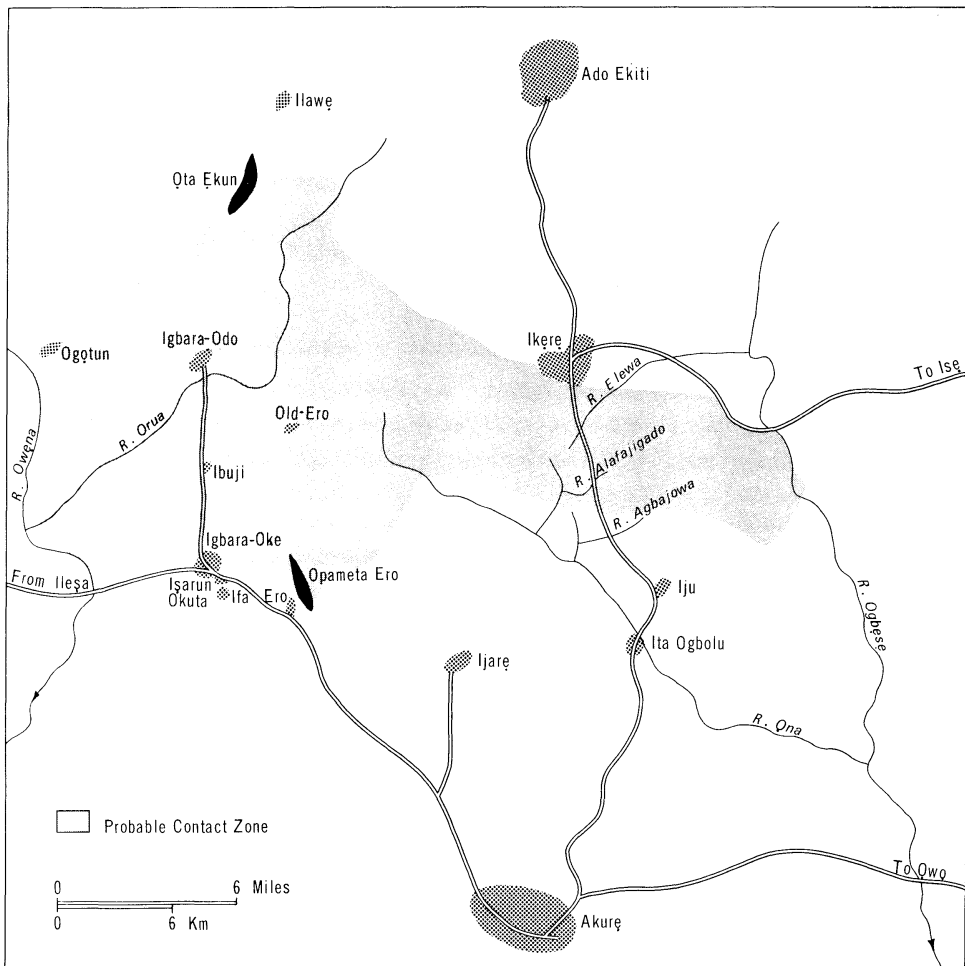 Ado Ekiti
Ilawẹ
Ọta Ẹkun
Ikẹrẹ
Igbara-Odo
Ogọtun
R. Elewa
To Isẹ
Old-Ero
R. Orua
R. Owẹna
R. Alafajigado
Ibuji
R. Agbajowa
Igbara-Oke
Opameta Ero
From Ileṣa
Iṣarun
Okuta
Ifa
Ero
Iju
R. Ogbẹsẹ
Ita Ogbolu
Ijarẹ
R. Ọna
Probable Contact Zone
To Ọwọ
0 6 Miles
0 6 Km
Akurẹ